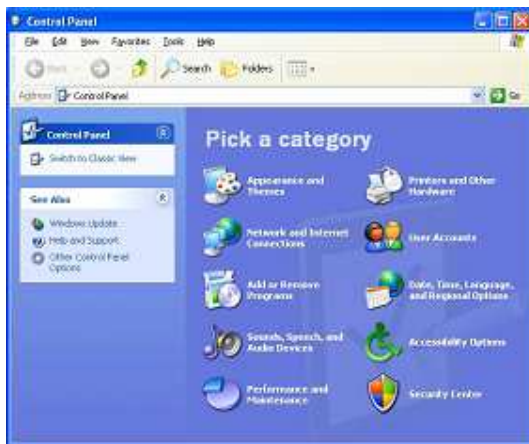 Control Panel
File Edit View Favorites Tools Help
Back Search Folders
Address Control Panel Go
Control Panel
Switch to Classic View
See Also
Windows Update
Help and Support
Other Control Panel
Options
Pick a category
Appearance and
Themes
Printers and Other
Hardware
Network and Internet
Connections
User Accounts
Add or Remove
Programs
Date, Time, Language,
and Regional Options
Sounds, Speech, and
Audio Devices
Accessibility Options
Performance and
Maintenance
Security Center